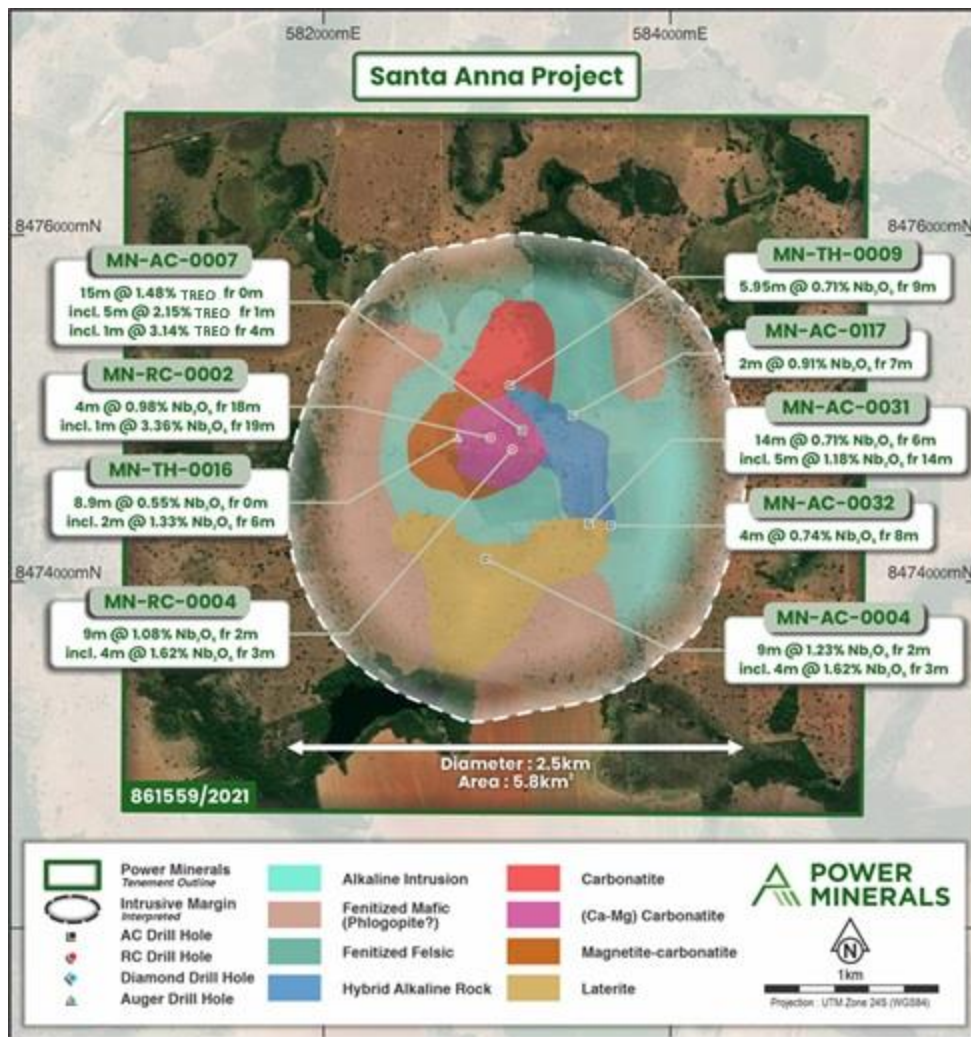 582000mE
584000mE
Santa Anna Project
8476000mN
8476000mN
MN-AC-0007
15m @ 1.48% TREO fr 0m
incl. 5m @ 2.15% TREO fr 1m
incl. 1m @ 3.14% TREO fr 4m
MN-RC-0002
4m @ 0.98% Nb₂O₅ fr 18m
incl. 1m @ 3.36% Nb₂O₅ fr 19m
MN-TH-0016
8.9m @ 0.55% Nb₂O₅ fr 0m
incl. 2m @ 1.33% Nb₂O₅ fr 6m
8474000mN
MN-RC-0004
9m @ 1.08% Nb₂O₅ fr 2m
incl. 4m @ 1.62% Nb₂O₅ fr 3m
MN-TH-0009
5.95m @ 0.71% Nb₂O₅ fr 9m
MN-AC-0117
2m @ 0.91% Nb₂O₅ fr 7m
MN-AC-0031
14m @ 0.71% Nb₂O₅ fr 6m
incl. 5m @ 1.18% Nb₂O₅ fr 14m
MN-AC-0032
4m @ 0.74% Nb₂O₅ fr 8m
8474000mN
MN-AC-0004
9m @ 1.23% Nb₂O₅ fr 2m
incl. 4m @ 1.62% Nb₂O₅ fr 3m
Diameter : 2.5km
Area : 5.8km²
861559/2021
Power Minerals
Tenement Outline
Intrusive Margin
Interpreted
AC Drill Hole
RC Drill Hole
Diamond Drill Hole
Auger Drill Hole
Alkaline Intrusion
Fenitized Mafic
(Phlogopite?)
Fenitized Felsic
Hybrid Alkaline Rock
Carbonatite
(Ca-Mg) Carbonatite
Magnetite-carbonatite
Laterite
POWER
MINERALS
N
1km
Projection : UTM Zone 24S (WGS84)